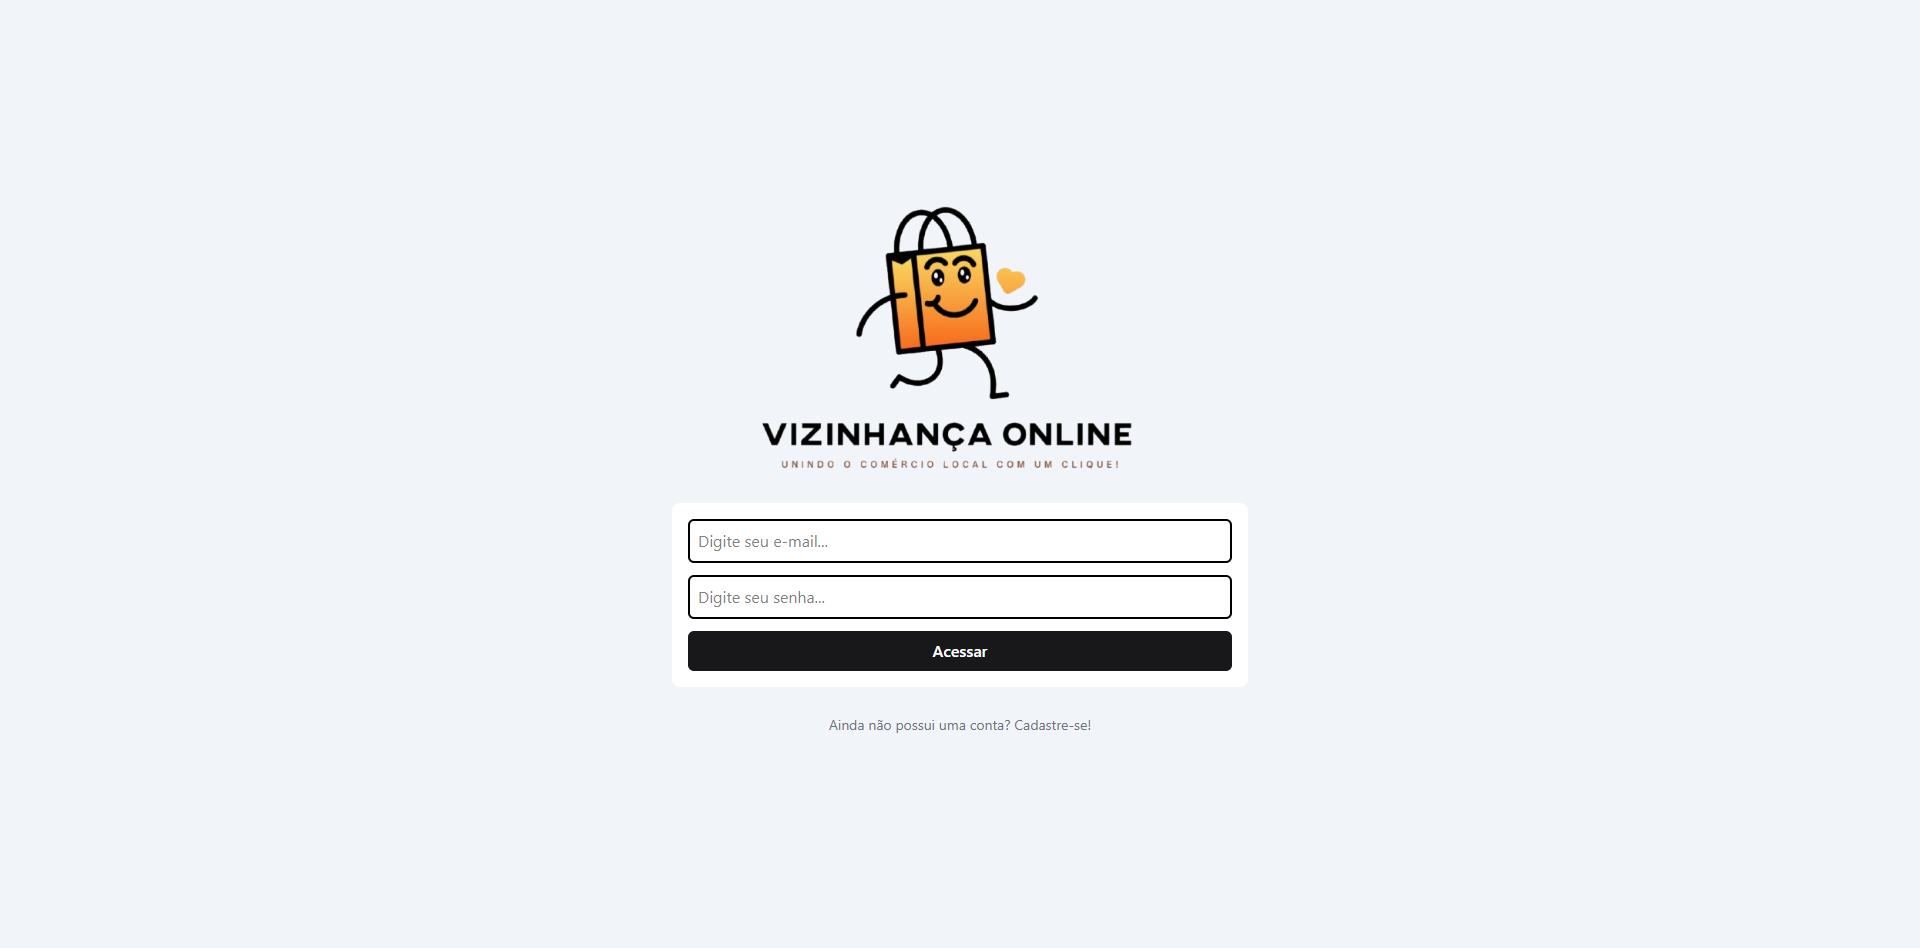 VIZINHANÇA ONLINE
UNINDO O COMÉRCIO LOCAL COM UM CLIQUE!
Digite seu e-mail...
Digite seu senha...
Acessar
Ainda não possui uma conta? Cadastre-se!